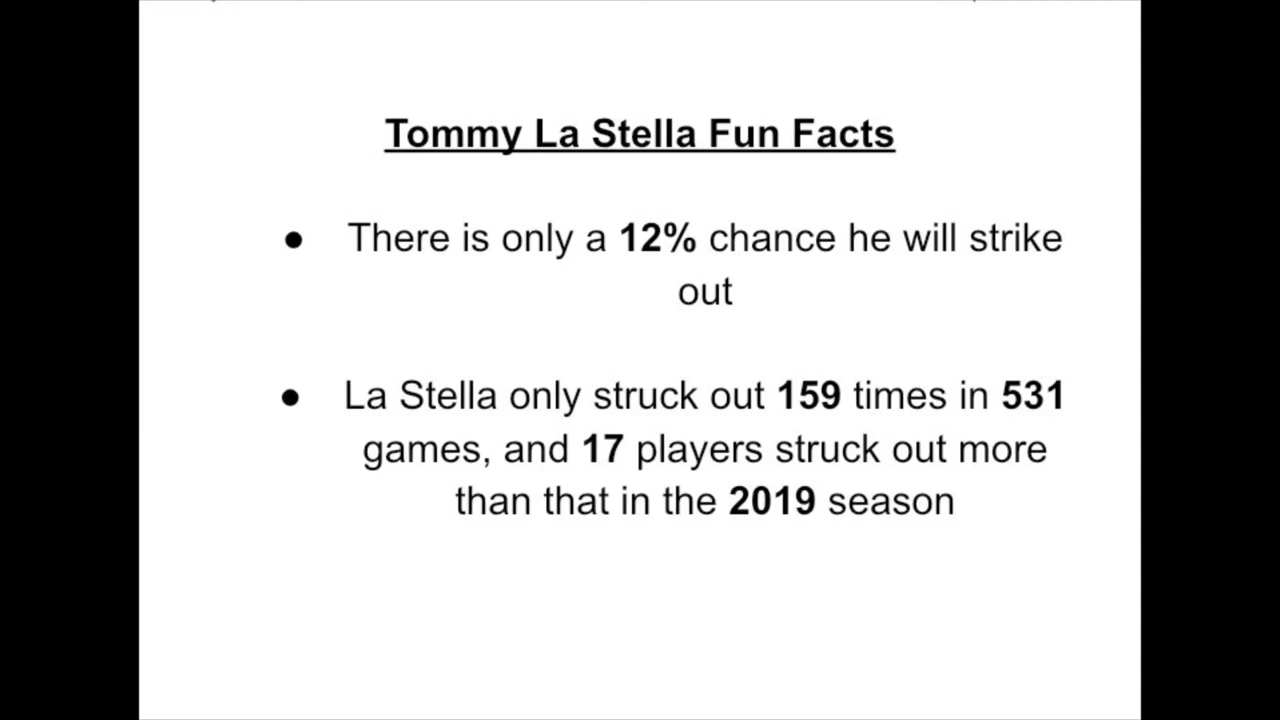 Tommy La Stella Fun Facts
● There is only a 12% chance he will strike
out
● La Stella only struck out 159 times in 531
games, and 17 players struck out more
than that in the 2019 season